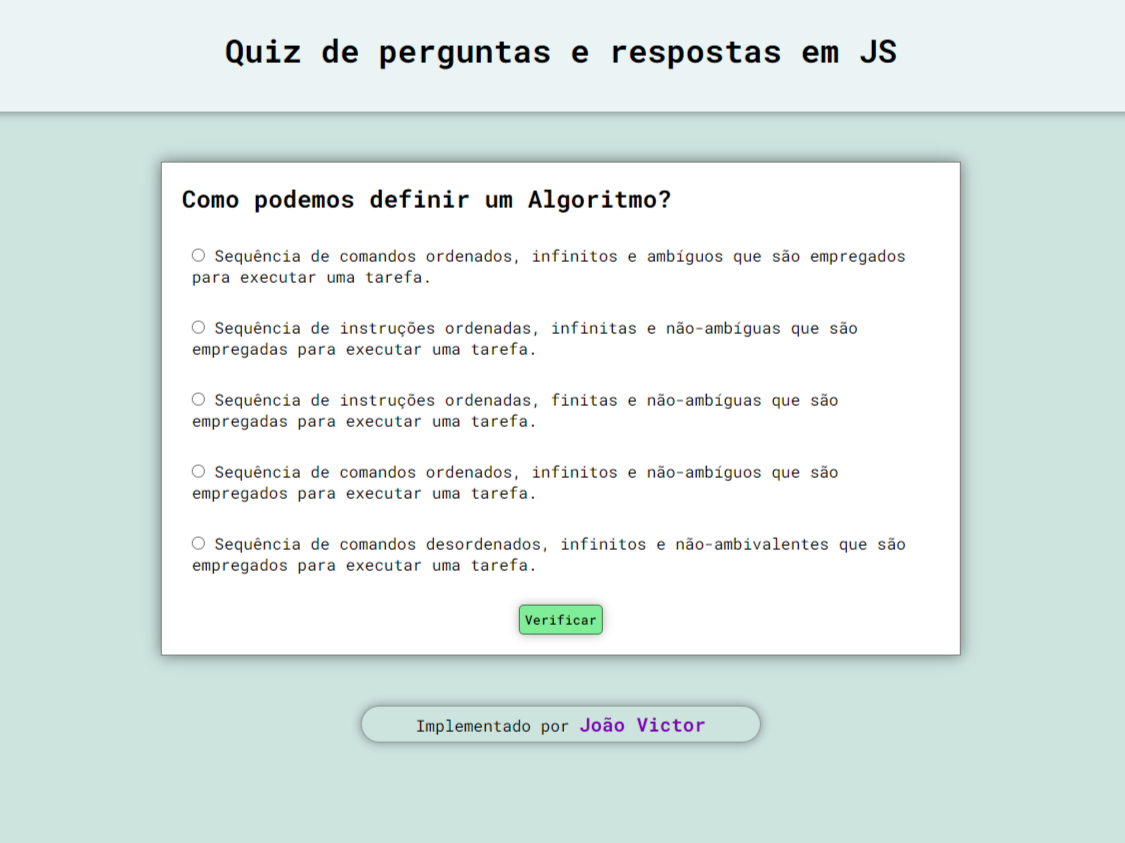 Quiz de perguntas e respostas em JS
Como podemos definir um Algoritmo?
Sequência de comandos ordenados, infinitos e ambíguos que são empregados
para executar uma tarefa.
Sequência de instruções ordenadas, infinitas e não-ambíguas que são
empregadas para executar uma tarefa.
Sequência de instruções ordenadas, finitas e não-ambíguas que são
empregadas para executar uma tarefa.
Sequência de comandos ordenados, infinitos e não-ambíguos que são
empregados para executar uma tarefa.
Sequência de comandos desordenados, infinitos e não-ambivalentes que são
empregados para executar uma tarefa.
Verificar
Implementado por João Victor